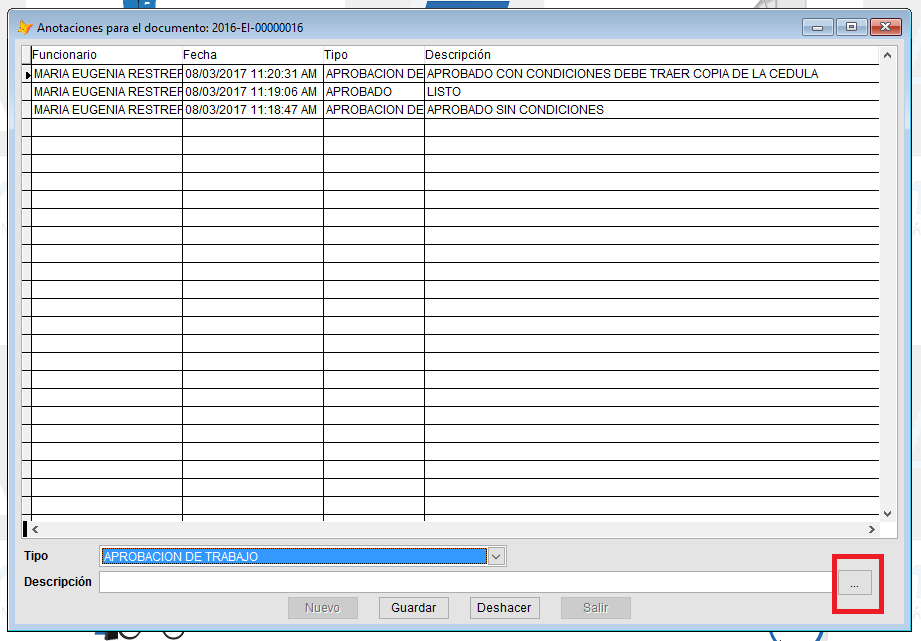 Anotaciones para el documento: 2016-EI-00000016
Funcionario Fecha Tipo Descripción
MARIA EUGENIA RESTREP 08/03/2017 11:20:31 AM APROBACION DE APROBADO CON CONDICIONES DEBE TRAER COPIA DE LA CEDULA
MARIA EUGENIA RESTREP 08/03/2017 11:19:06 AM APROBADO LISTO
MARIA EUGENIA RESTREP 08/03/2017 11:18:47 AM APROBACION DE APROBADO SIN CONDICIONES
Tipo APROBACION DE TRABAJO
Descripción ...
Nuevo Guardar Deshacer Salir